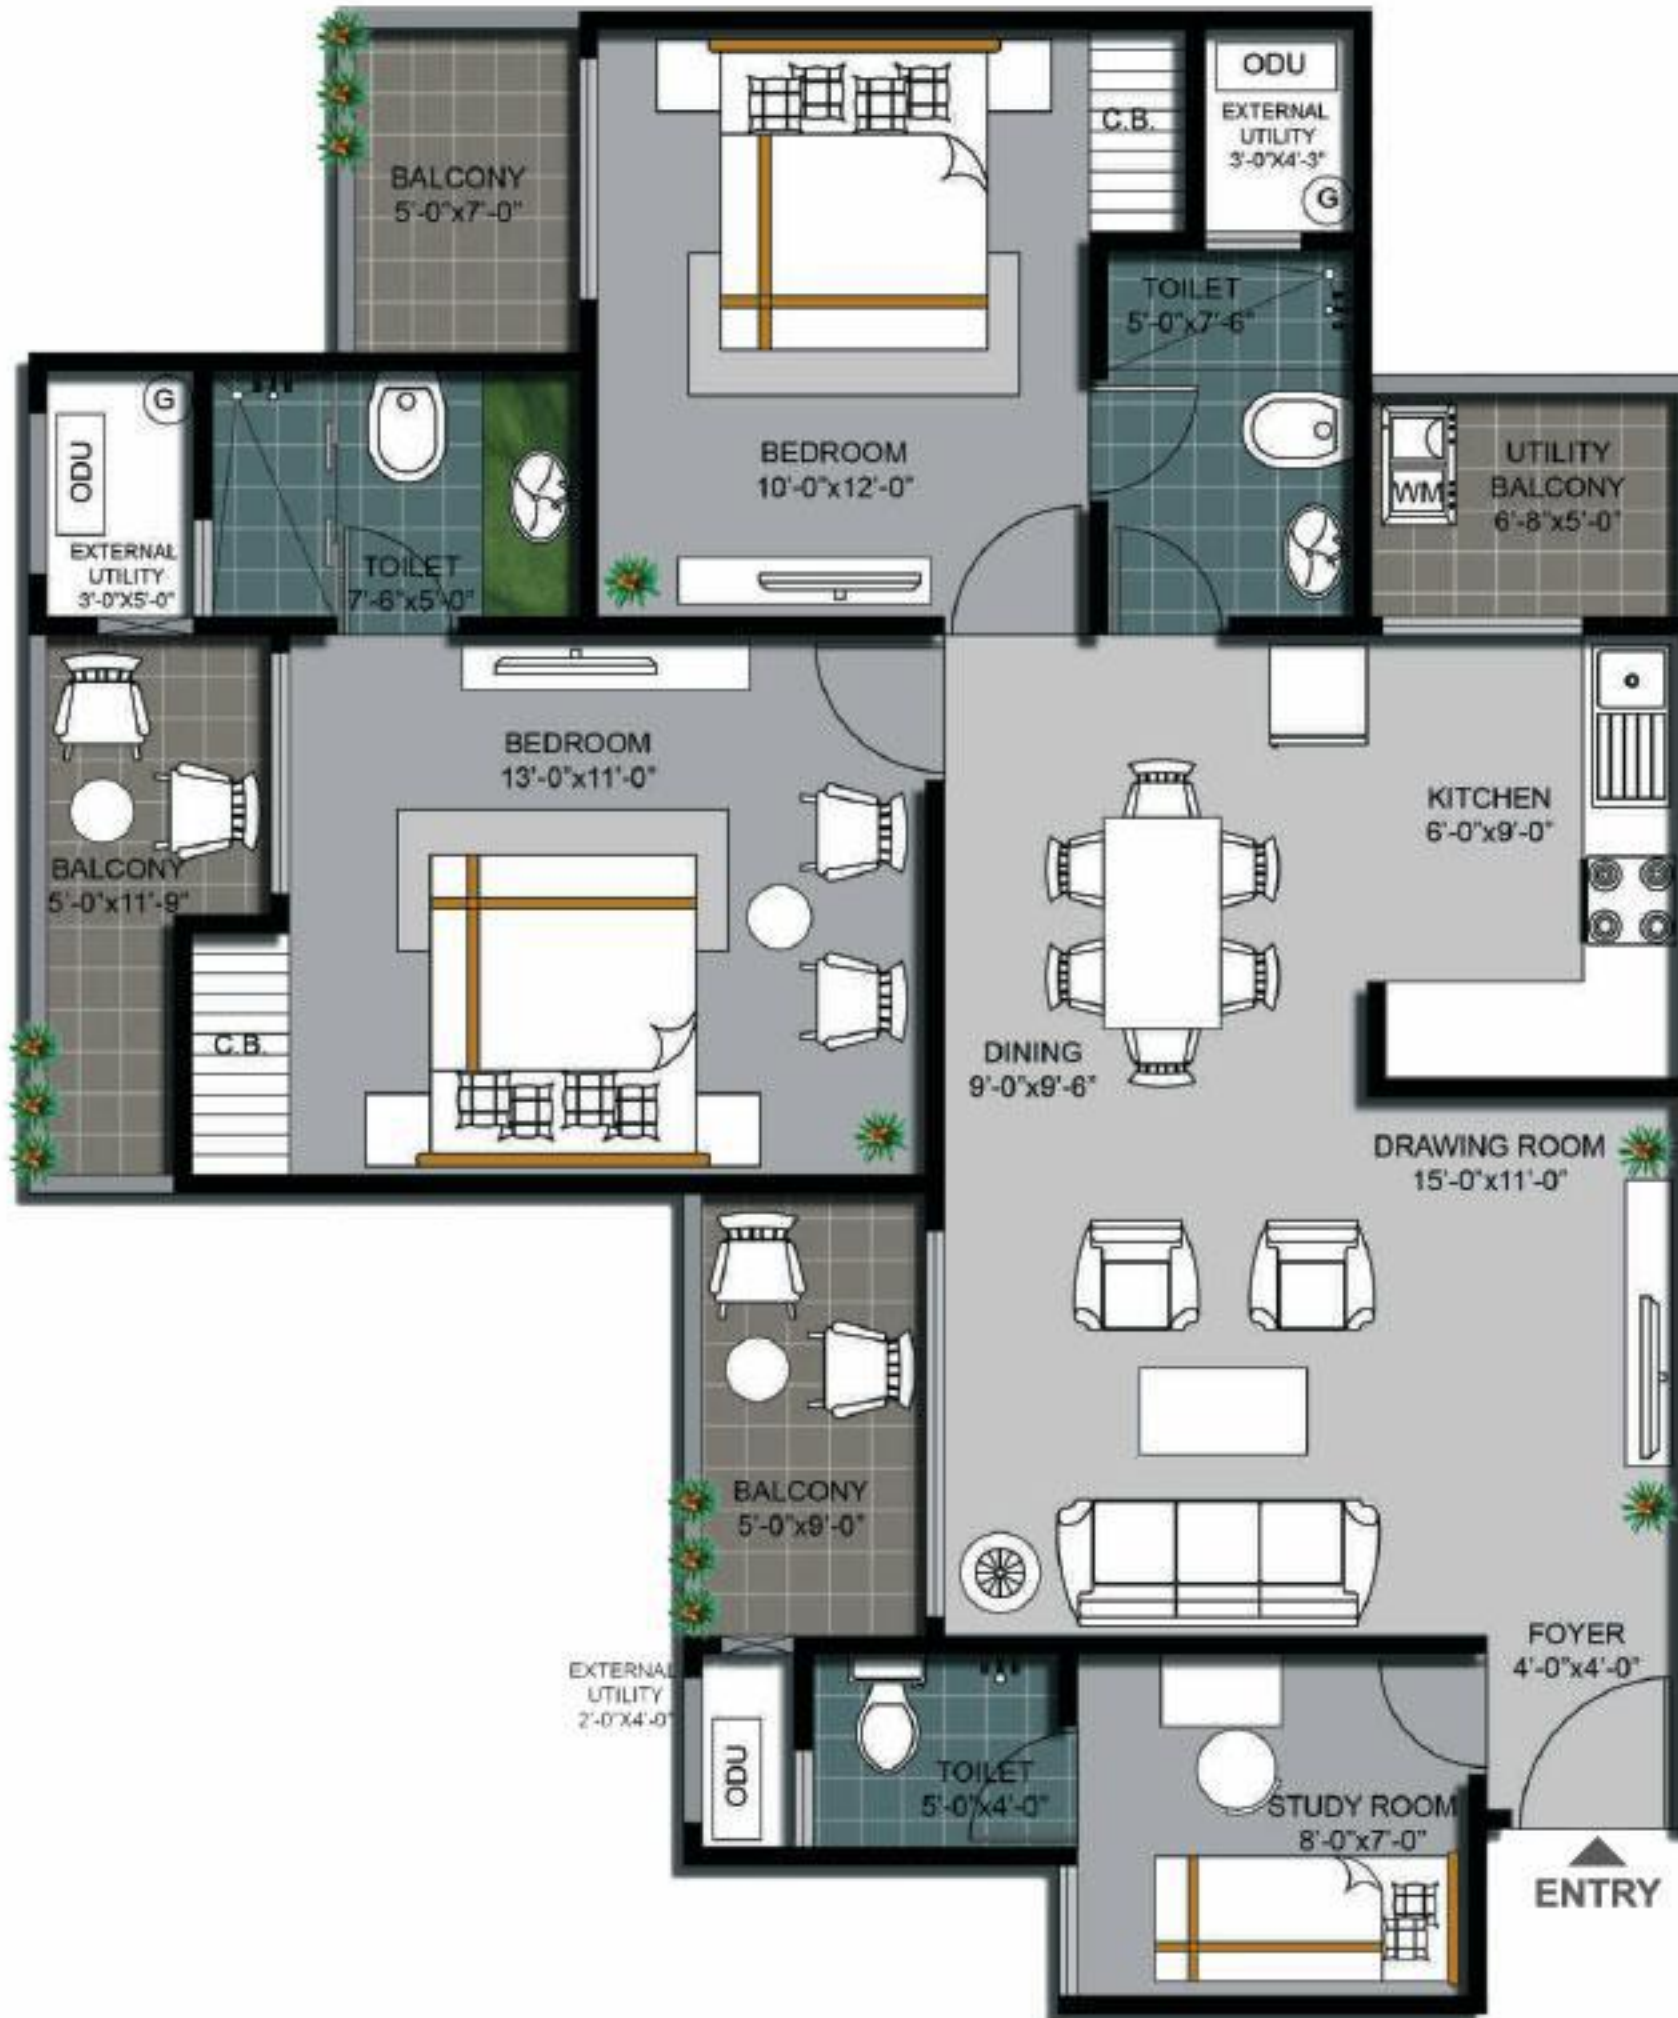 ODU
EXTERNAL
UTILITY
3'-0"X4'-3"
G
C.B.
BALCONY
5'-0"x7'-0"
TOILET
5'-0"x7'-6"
G
ODU
EXTERNAL
UTILITY
3'-0"X5'-0"
TOILET
7'-6"x5'-0"
BEDROOM
10'-0"x12'-0"
UTILITY
BALCONY
6'-8"x5'-0"
WM
BEDROOM
13'-0"x11'-0"
KITCHEN
6'-0"x9'-0"
BALCONY
5'-0"x11'-9"
C.B.
DINING
9'-0"x9'-6"
DRAWING ROOM
15'-0"x11'-0"
BALCONY
5'-0"x9'-0"
FOYER
4'-0"x4'-0"
EXTERNAL
UTILITY
2'-0"X4'-0"
ODU
TOILET
5'-0"x4'-0"
STUDY ROOM
8'-0"x7'-0"
ENTRY